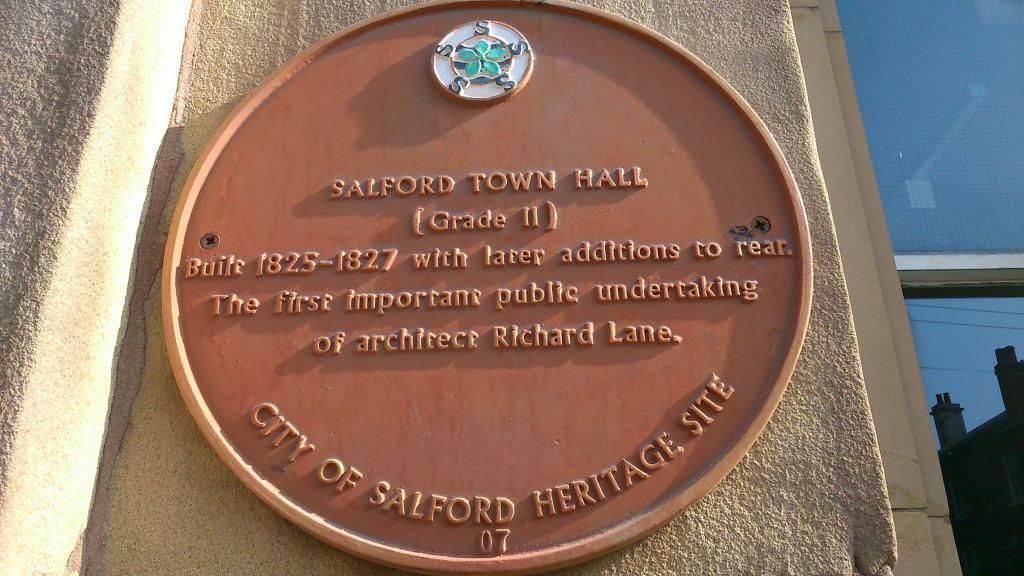 S S S S S
SALFORD TOWN HALL
(Grade II)
Built 1825-1827 with later additions to rear.
The first important public undertaking
of architect Richard Lane.
CITY OF SALFORD HERITAGE SITE
07